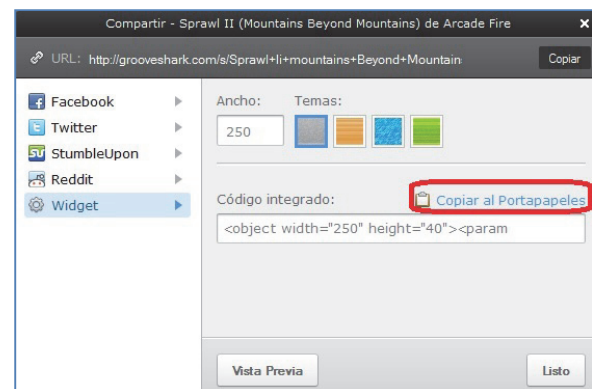 Compartir - Sprawl II (Mountains Beyond Mountains) de Arcade Fire x
URL: http://grooveshark.com/s/Sprawl+Ii+mountains+Beyond+Mountain Copiar
Facebook
Twitter
StumbleUpon
Reddit
Widget
Ancho: Temas:
250
Código integrado: Copiar al Portapapeles
<object width="250" height="40"><param
Vista Previa Listo